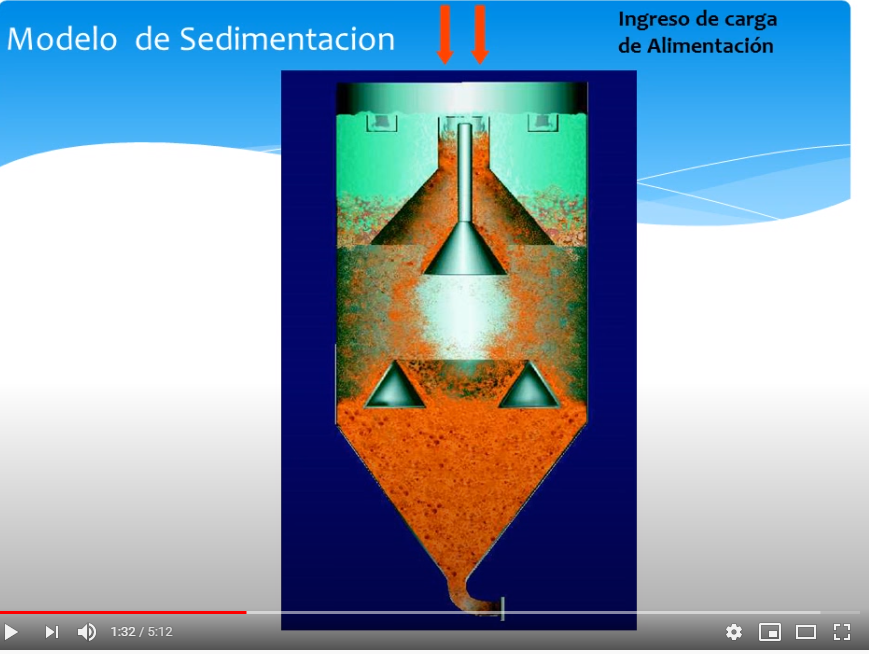 Modelo de Sedimentacion
Ingreso de carga
de Alimentación
1:32 / 5:12